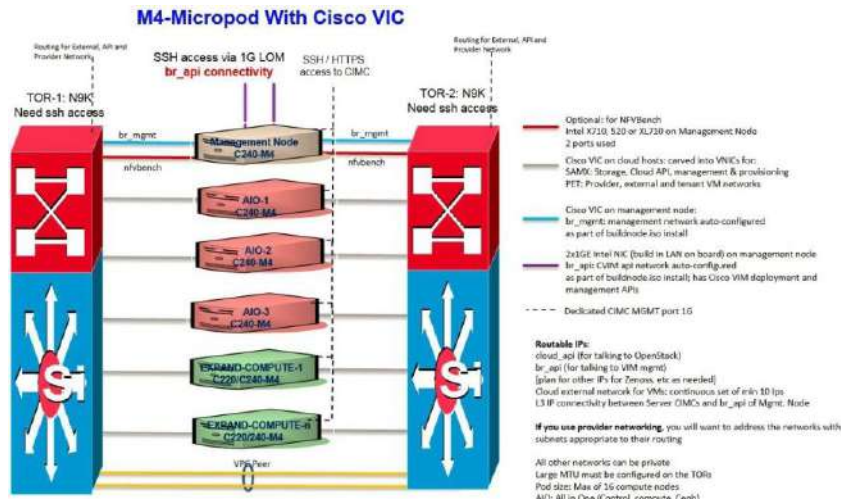 M4-Micropod With Cisco VIC
Routing for External, API and
Provider Network
SSH access via 1G LOM
br_api connectivity
SSH / HTTPS
access to CIMC
Routing for External, API and
Provider Network
TOR-1: N9K
Need ssh access
TOR-2: N9K
Need ssh access
br_mgmt
Management Node
C240-M4
br_mgmt
nfvbench
nfvbench
AIO-1
C240-M4
AIO-2
C240-M4
AIO-3
C240-M4
EXPAND-COMPUTE-1
C220/C240-M4
EXPAND-COMPUTE-n
C220/240-M4
VPC Peer
Si
Si
Optional: for NFVBench
Intel X710, 520 or XL710 on Management Node
2 ports used
Cisco VIC on cloud hosts: carved into VNICs for:
SAMX: Storage, Cloud API, management & provisioning
PET: Provider, external and tenant VM networks
Cisco VIC on management node:
br_mgmt: management network auto-configured
as part of buildnode.iso install
2x1GE Intel NIC (build in LAN on board) on management node
br_api: CVIM api network auto-configured
as part of buildnode.iso install; has Cisco VIM deployment and
management APIs
Dedicated CIMC MGMT port 1G
Routable IPs:
cloud_api (for talking to OpenStack)
br_api (for talking to VIM mgmt)
[plan for other IPs for Zenoss, etc as needed]
Cloud external network for VMs: continuous set of min 10 Ips
L3 IP connectivity between Server CIMCs and br_api of Mgmt. Node
If you use provider networking, you will want to address the networks with
subnets appropriate to their routing
All other networks can be private
Large MTU must be configured on the TORs
Pod size: Max of 16 compute nodes
AIO: All in One (Control, compute, Ceph)